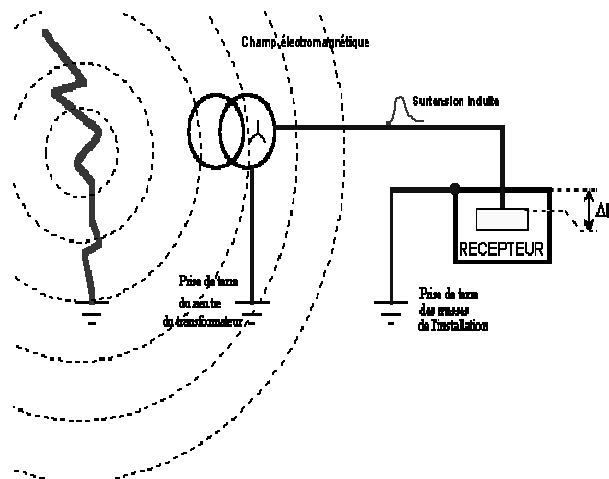 Champ électromagnétique
Surtension induite
RECEPTEUR
Prise de terre
du neutre
du transformateur
Prise de terre
des masses
de l'installation